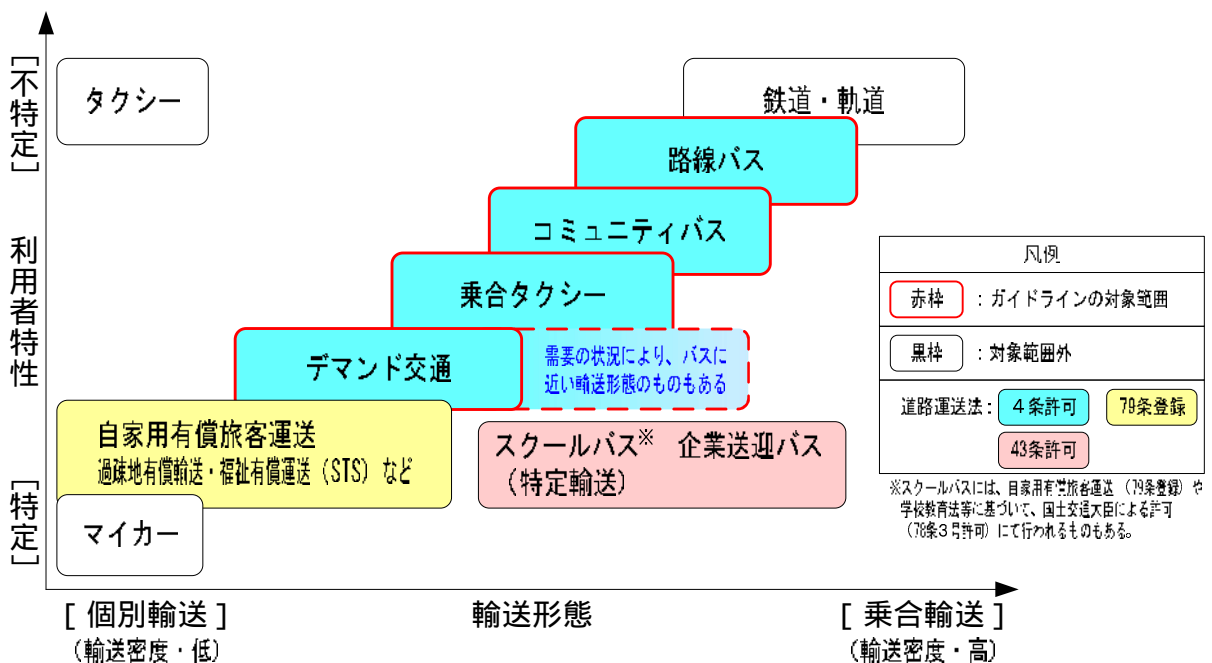 [不特定]
利用者特性
[特定]
タクシー
鉄道・軌道
路線バス
コミュニティバス
乗合タクシー
デマンド交通
需要の状況により、バスに
近い輸送形態のものもある
自家用有償旅客運送
過疎地有償輸送・福祉有償運送(STS)など
スクールバス※ 企業送迎バス
(特定輸送)
マイカー
凡例
赤枠 :ガイドラインの対象範囲
黒枠 :対象範囲外
道路運送法: 4条許可 79条登録
43条許可
※スクールバスには、自家用有償旅客運送(79条登録)や
学校教育法等に基づいて、国土交通大臣による許可
(78条3号許可)にて行われるものもある。
[個別輸送] 輸送形態 [乗合輸送]
(輸送密度・低) (輸送密度・高)